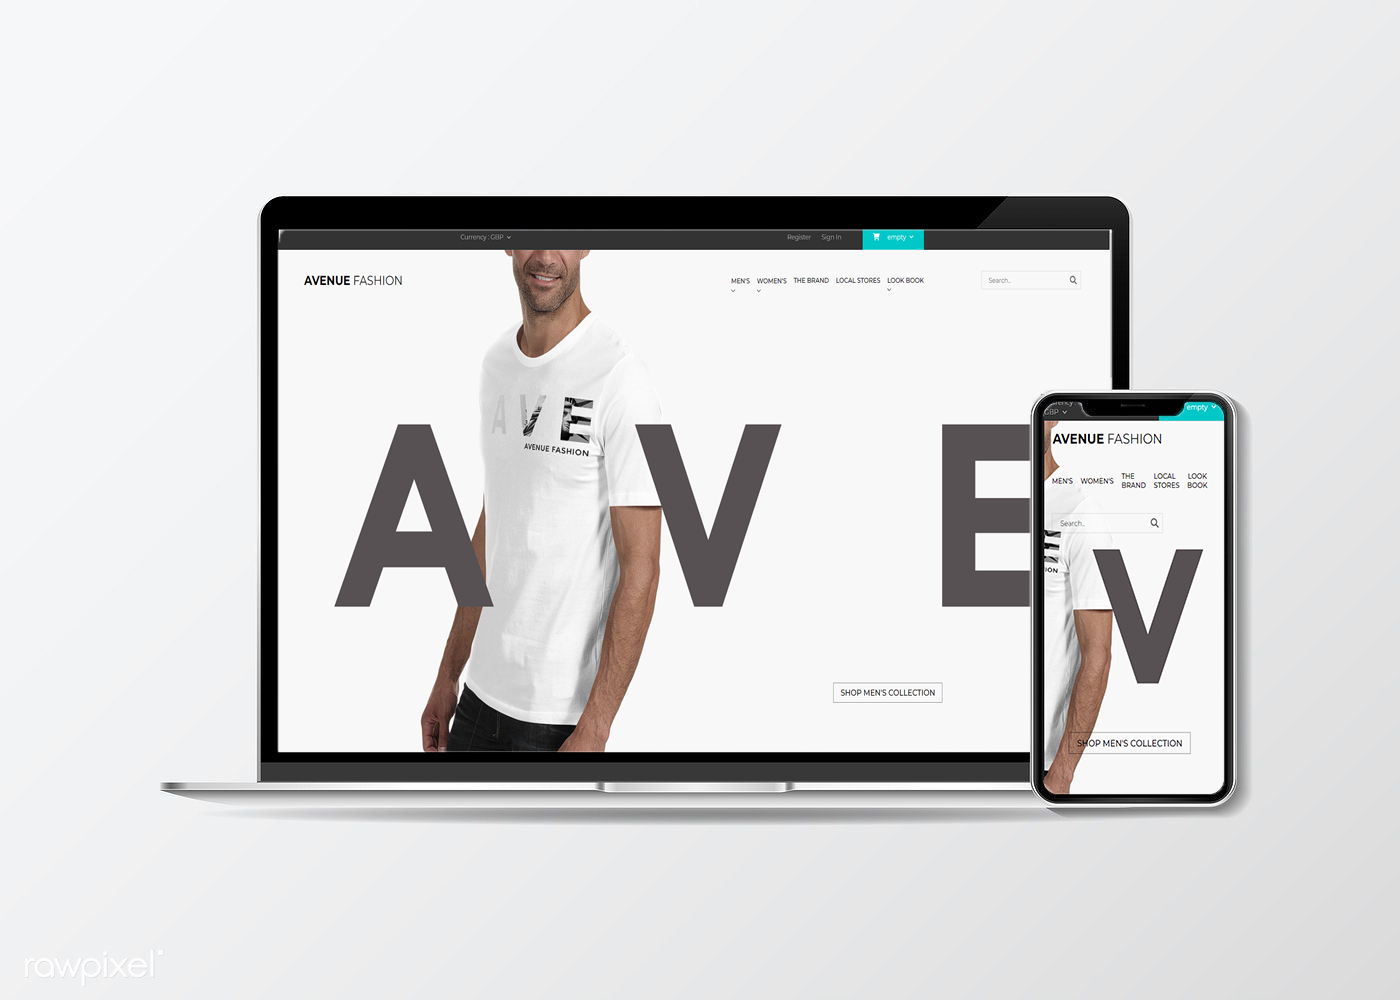 Currency : GBP
Register Sign In empty
AVENUE FASHION
MEN'S WOMEN'S THE BRAND LOCAL STORES LOOK BOOK
Search..
AVE
AVENUE FASHION
A V E
SHOP MEN'S COLLECTION
GBP
empty
AVENUE FASHION
MEN'S WOMEN'S THE BRAND LOCAL STORES LOOK BOOK
Search..
E
V
SHOP MEN'S COLLECTION
rawpixel